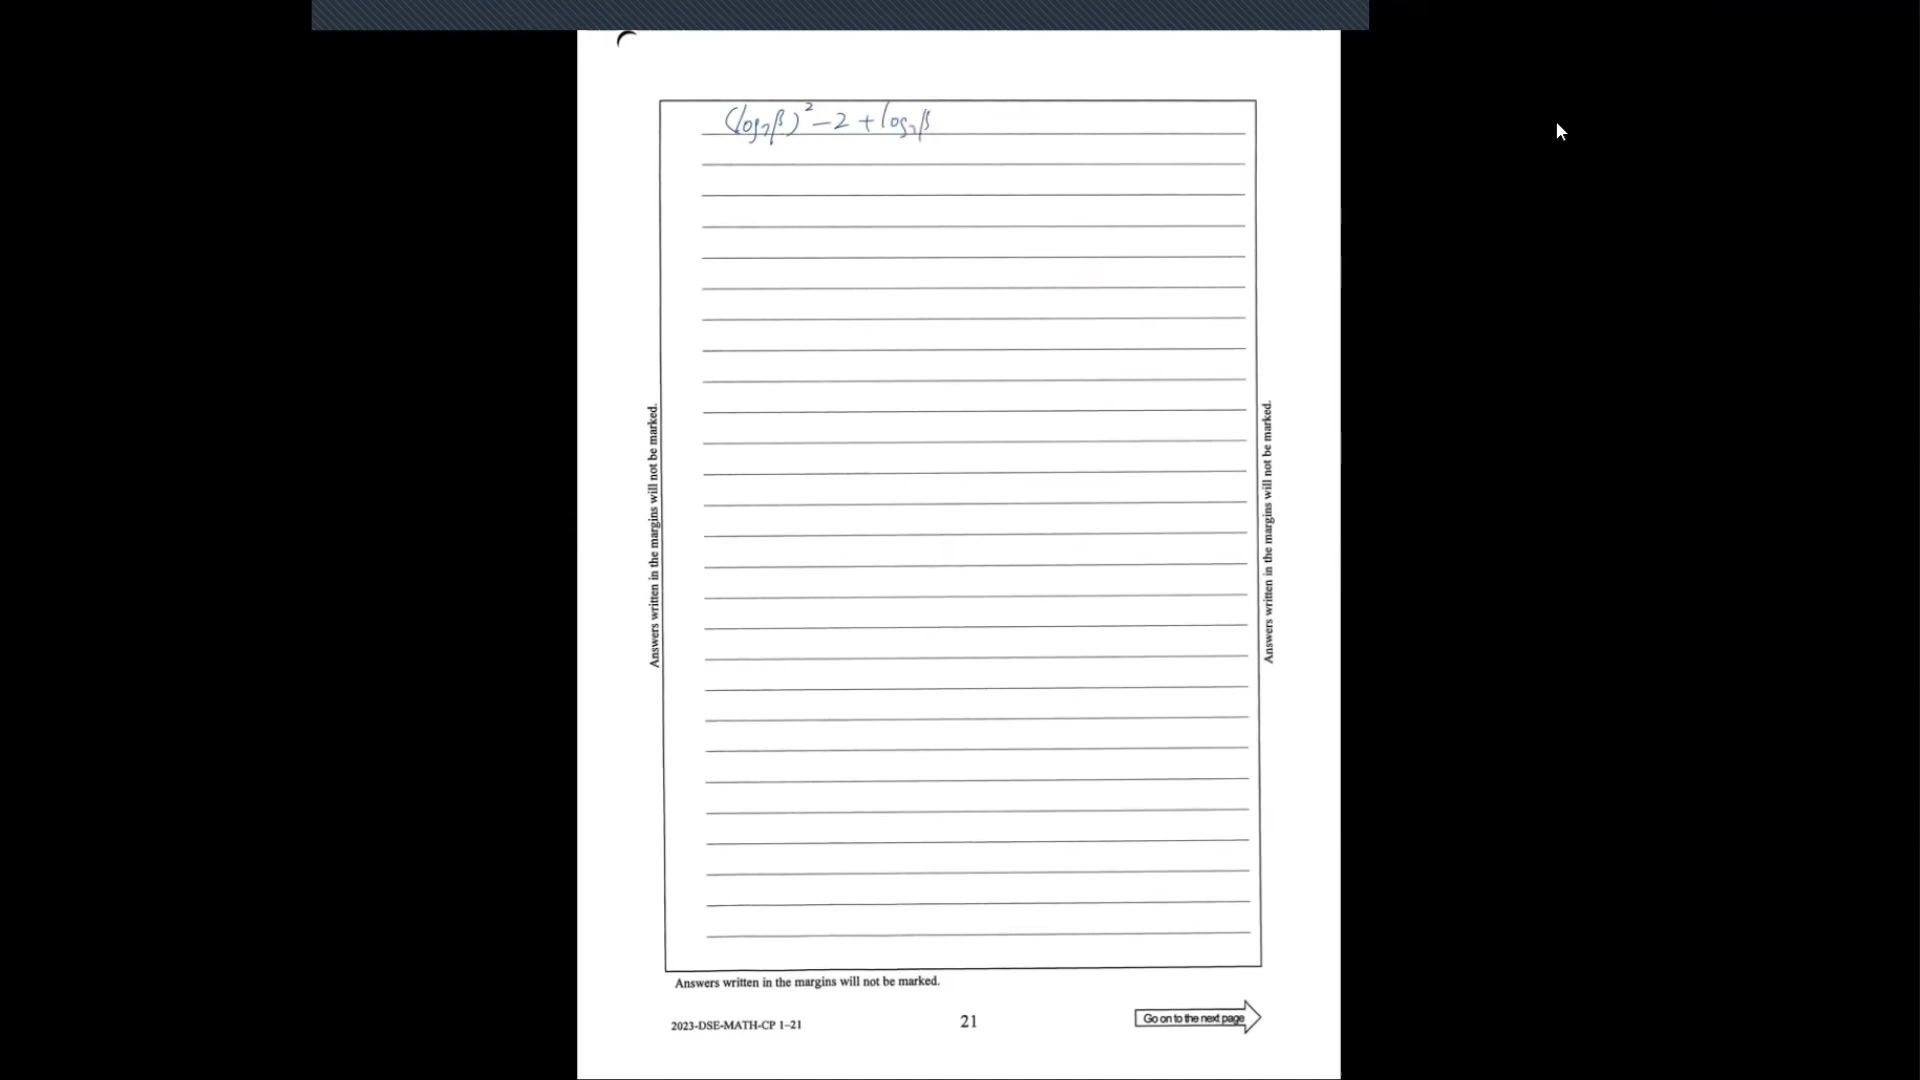 (log₇β)² – 2 + log₇β
Answers written in the margins will not be marked.
Answers written in the margins will not be marked.
Answers written in the margins will not be marked.
2023-DSE-MATH-CP 1–21
21
Go on to the next page